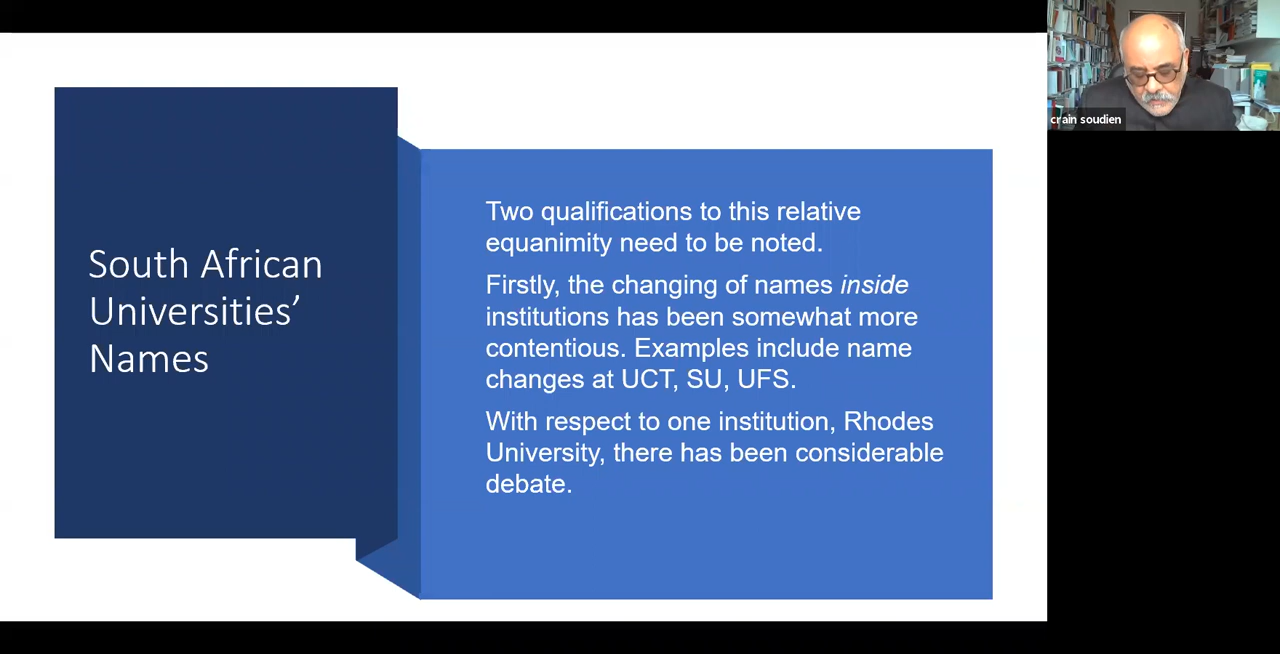 South African
Universities’
Names
Two qualifications to this relative
equanimity need to be noted.
Firstly, the changing of names inside
institutions has been somewhat more
contentious. Examples include name
changes at UCT, SU, UFS.
With respect to one institution, Rhodes
University, there has been considerable
debate.
crain soudien